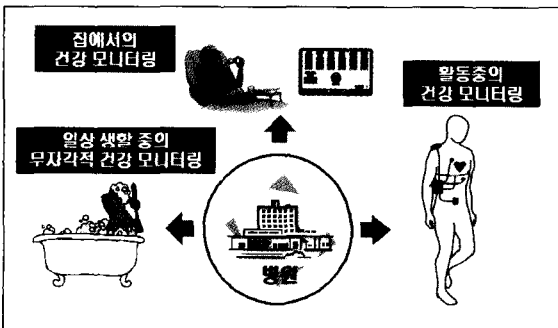 집에서의
건강 모니터링
활동중의
건강 모니터링
일상 생활 중의
무자각적 건강 모니터링
병원